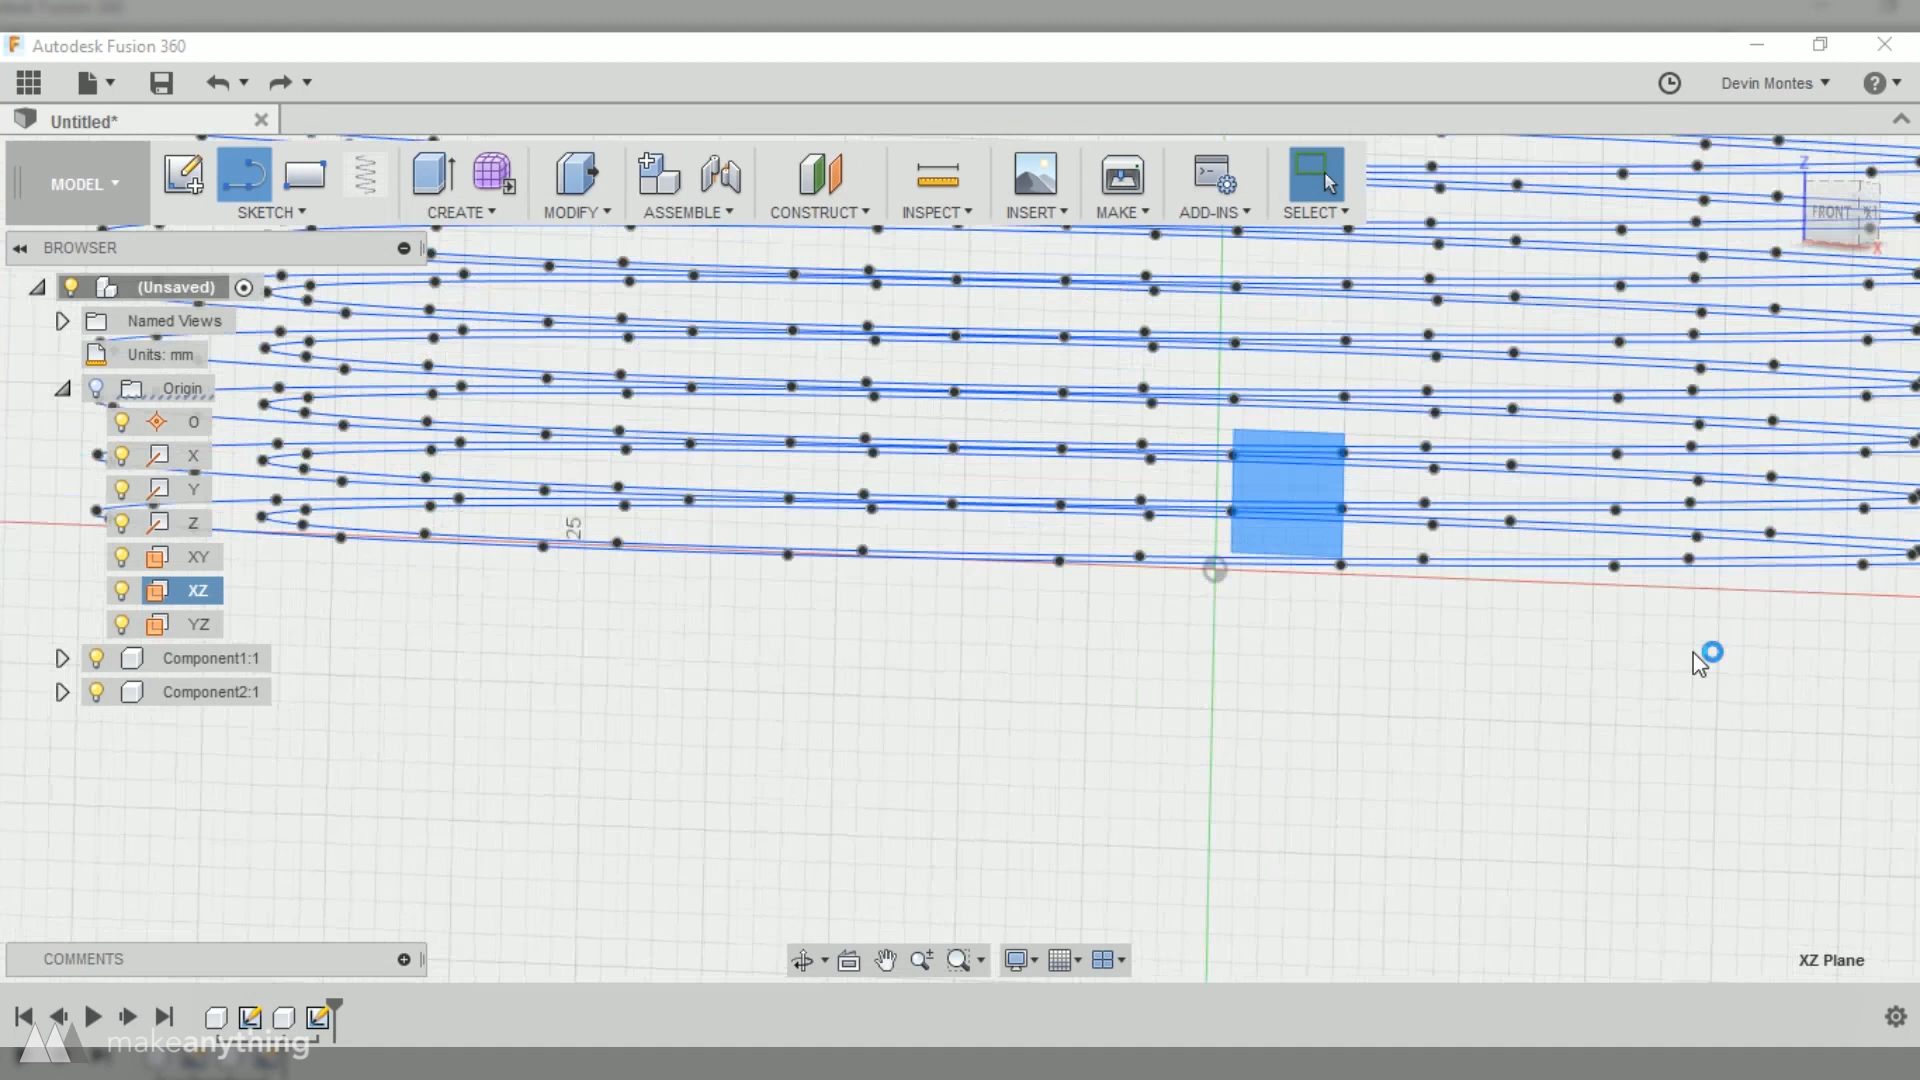 Autodesk Fusion 360
Devin Montes
Untitled*
MODEL
SKETCH
CREATE
MODIFY
ASSEMBLE
CONSTRUCT
INSPECT
INSERT
MAKE
ADD-INS
SELECT
Z
FRONT
X
BROWSER
(Unsaved)
Named Views
Units: mm
Origin
O
X
Y
Z
XY
XZ
YZ
Component1:1
Component2:1
25
COMMENTS
XZ Plane
makeanything